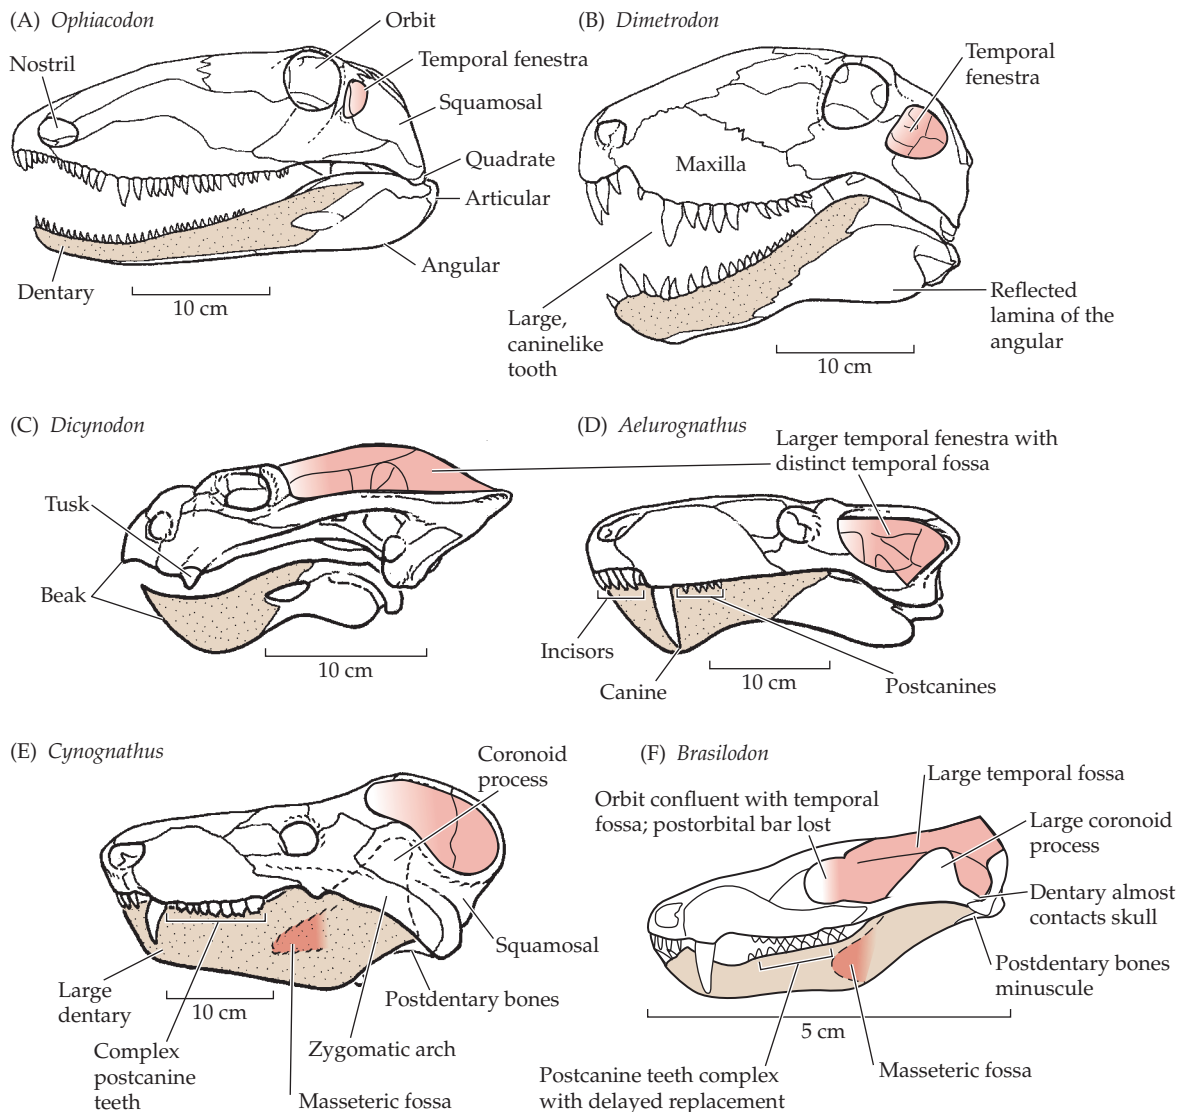 (A) Ophiacodon
Nostril
Orbit
Temporal fenestra
Squamosal
Quadrate
Articular
Angular
Dentary
10 cm
(B) Dimetrodon
Temporal
fenestra
Maxilla
Large,
caninelike
tooth
Reflected
lamina of the
angular
10 cm
(C) Dicynodon
Tusk
Beak
10 cm
(D) Aelurognathus
Larger temporal fenestra with
distinct temporal fossa
Incisors
Canine
10 cm
Postcanines
(E) Cynognathus
Coronoid
process
Squamosal
Postdentary bones
Large
dentary
10 cm
Zygomatic arch
Complex
postcanine
teeth
Masseteric fossa
(F) Brasilodon
Orbit confluent with temporal
fossa; postorbital bar lost
Large temporal fossa
Large coronoid
process
Dentary almost
contacts skull
Postdentary bones
minuscule
5 cm
Postcanine teeth complex
with delayed replacement
Masseteric fossa